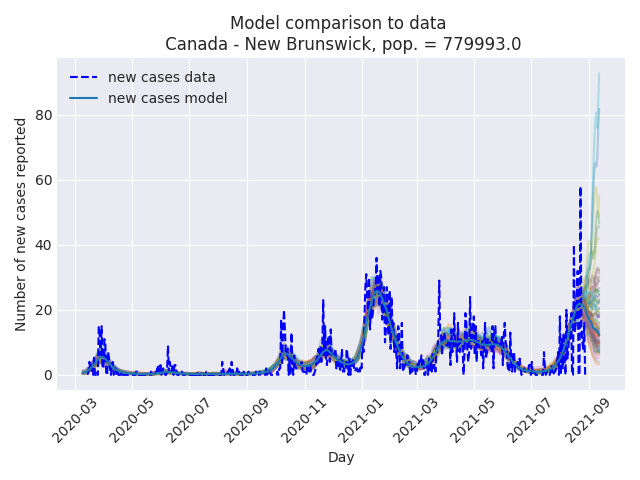 Model comparison to data
Canada - New Brunswick, pop. = 779993.0
new cases data
new cases model
Number of new cases reported
80
60
40
20
0
2020-03
2020-05
2020-07
2020-09
2020-11
2021-01
2021-03
2021-05
2021-07
2021-09
Day